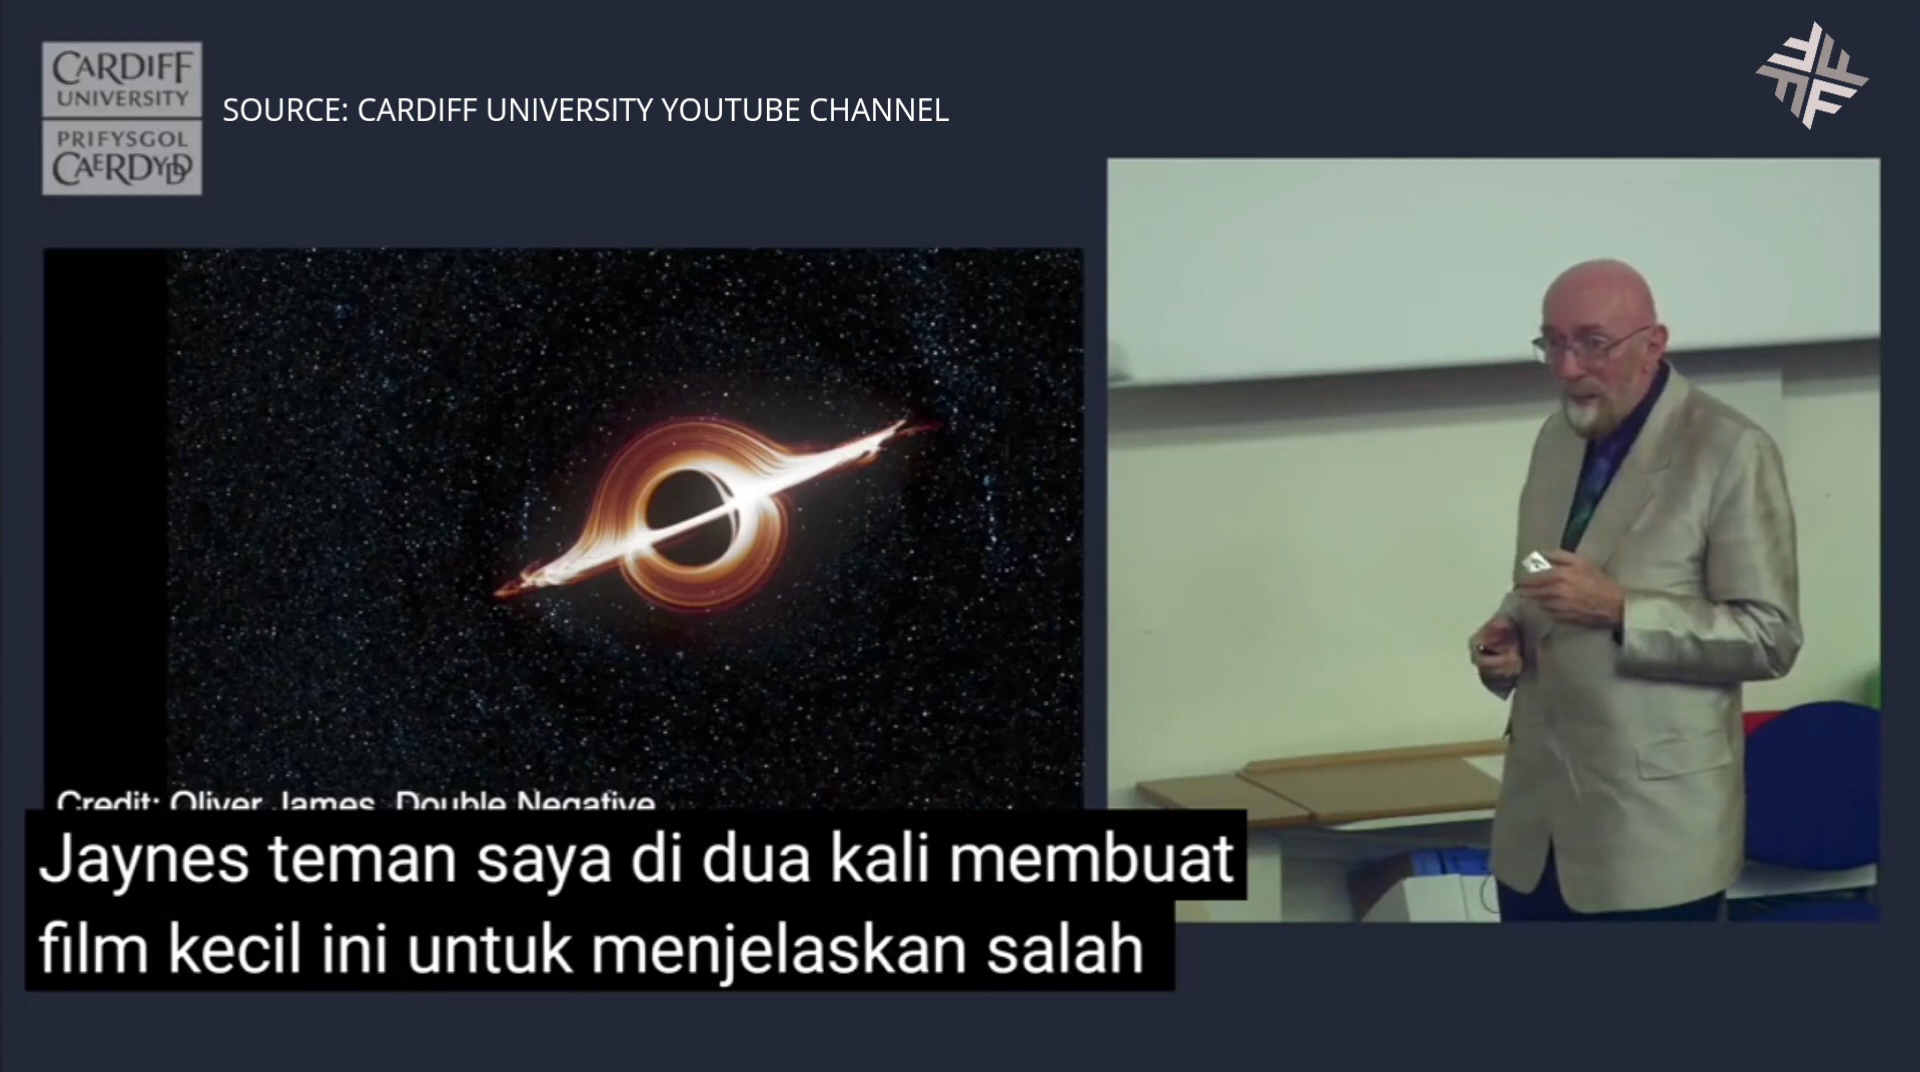 CARDIFF
UNIVERSITY
PRIFYSGOL
CAERDYDD
SOURCE: CARDIFF UNIVERSITY YOUTUBE CHANNEL
Credit: Oliver James, Double Negative
Jaynes teman saya di dua kali membuat
film kecil ini untuk menjelaskan salah